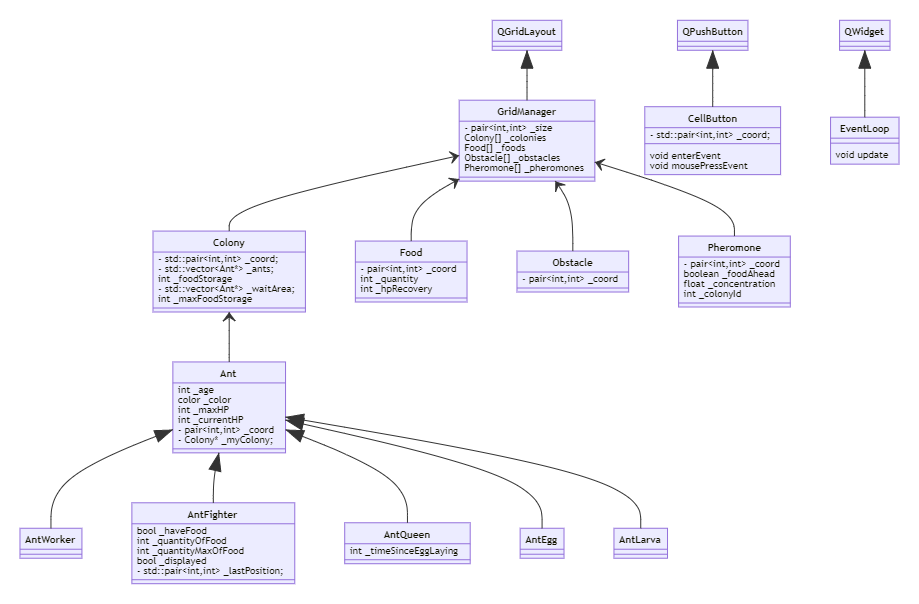 QGridLayout
QPushButton
QWidget
GridManager
- pair<int,int> _size
Colony[] _colonies
Food[] _foods
Obstacle[] _obstacles
Pheromone[] _pheromones
CellButton
- std::pair<int,int> _coord;
void enterEvent
void mousePressEvent
EventLoop
void update
Colony
- std::pair<int,int> _coord;
- std::vector<Ant*> _ants;
int _foodStorage
- std::vector<Ant*> _waitArea;
int _maxFoodStorage
Food
- pair<int,int> _coord
int _quantity
int _hpRecovery
Obstacle
- pair<int,int> _coord
Pheromone
- pair<int,int> _coord
boolean _foodAhead
float _concentration
int _colonyId
Ant
int _age
color _color
int _maxHP
int _currentHP
- pair<int,int> _coord
- Colony* _myColony;
AntWorker
AntFighter
bool _haveFood
int _quantityOfFood
int _quantityMaxOfFood
bool _displayed
- std::pair<int,int> _lastPosition;
AntQueen
int _timeSinceEggLaying
AntEgg
AntLarva